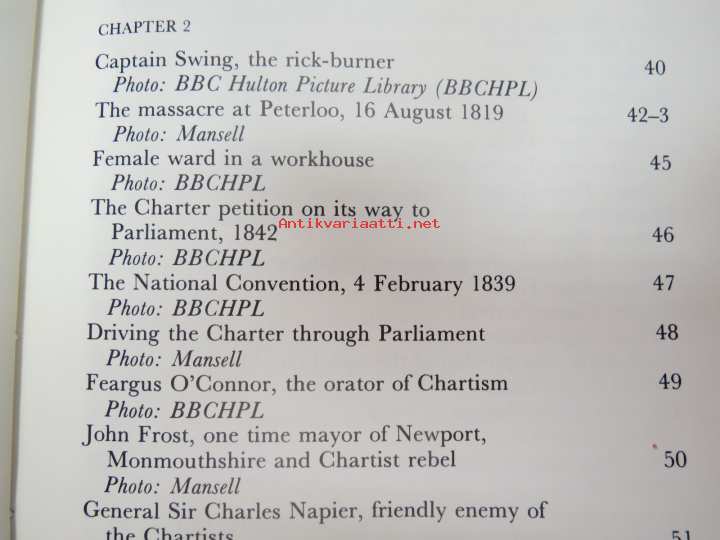 CHAPTER 2
Captain Swing, the rick-burner 40
Photo: BBC Hulton Picture Library (BBCHPL)
The massacre at Peterloo, 16 August 1819 42–3
Photo: Mansell
Female ward in a workhouse 45
Photo: BBCHPL
The Charter petition on its way to
Antikvariaatti.net
Parliament, 1842 46
Photo: BBCHPL
The National Convention, 4 February 1839 47
Photo: BBCHPL
Driving the Charter through Parliament 48
Photo: Mansell
Feargus O'Connor, the orator of Chartism 49
Photo: BBCHPL
John Frost, one time mayor of Newport,
Monmouthshire and Chartist rebel 50
Photo: Mansell
General Sir Charles Napier, friendly enemy of
the Chartists 51